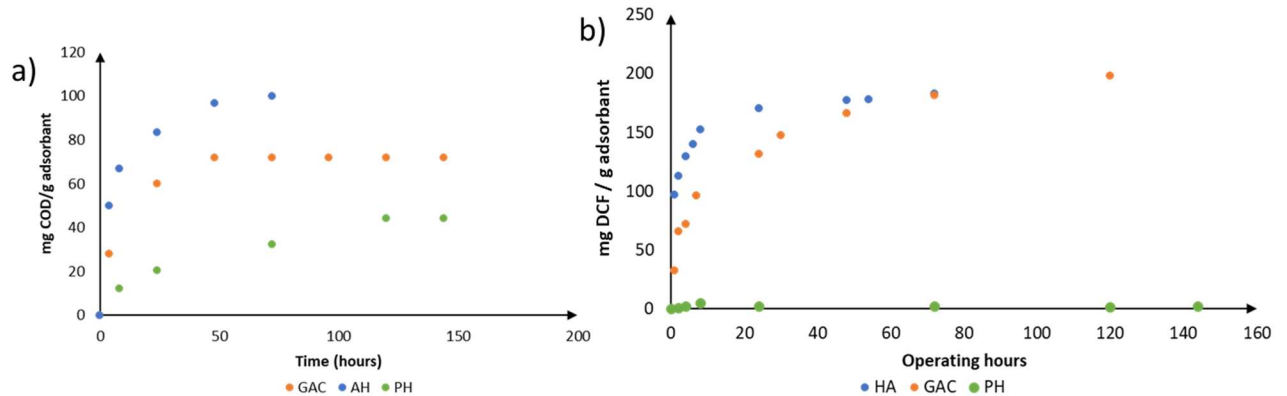 a)
120
100
80
60
40
20
0
mg COD/g adsorbant
0 50 100 150 200
Time (hours)
GAC AH PH
b)
250
200
150
100
50
0
mg DCF / g adsorbant
0 20 40 60 80 100 120 140 160
Operating hours
HA GAC PH